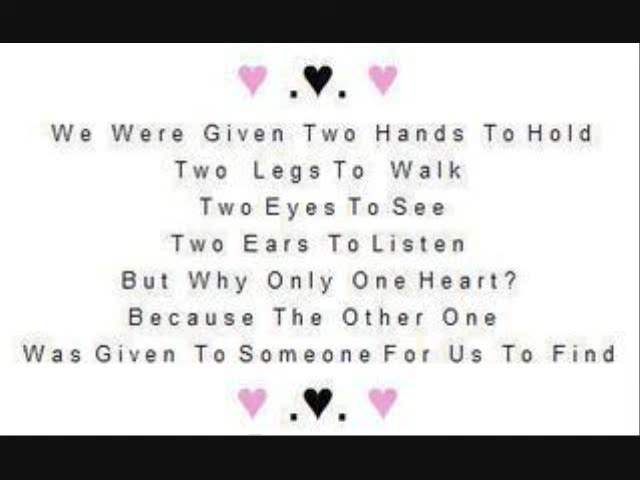 ♥ .♥. ♥
We Were Given Two Hands To Hold
Two Legs To Walk
Two Eyes To See
Two Ears To Listen
But Why Only One Heart?
Because The Other One
Was Given To Someone For Us To Find
♥ .♥. ♥